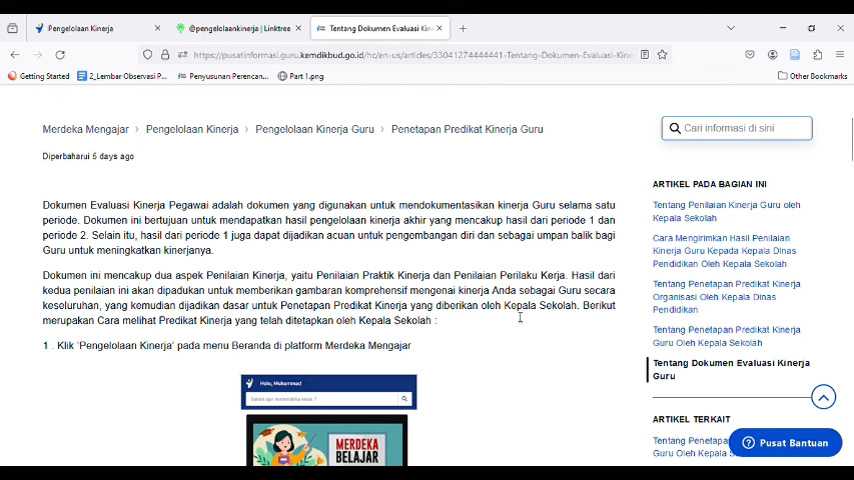 Pengelolaan Kinerja
@pengelolaankinerja | Linktree
Tentang Dokumen Evaluasi Kin
https://pusatinformasi.guru.kemdikbud.go.id/hc/en-us/articles/33041274444441-Tentang-Dokumen-Evaluasi-Kine
Getting Started
2_Lembar Observasi P...
Penyusunan Perencan...
Part 1.png
Other Bookmarks
Merdeka Mengajar > Pengelolaan Kinerja > Pengelolaan Kinerja Guru > Penetapan Predikat Kinerja Guru
Cari informasi di sini
Diperbaharui 5 days ago
Dokumen Evaluasi Kinerja Pegawai adalah dokumen yang digunakan untuk mendokumentasikan kinerja Guru selama satu
periode. Dokumen ini bertujuan untuk mendapatkan hasil pengelolaan kinerja akhir yang mencakup hasil dari periode 1 dan
periode 2. Selain itu, hasil dari periode 1 juga dapat dijadikan acuan untuk pengembangan diri dan sebagai umpan balik bagi
Guru untuk meningkatkan kinerjanya.
Dokumen ini mencakup dua aspek Penilaian Kinerja, yaitu Penilaian Praktik Kinerja dan Penilaian Perilaku Kerja. Hasil dari
kedua penilaian ini akan dipadukan untuk memberikan gambaran komprehensif mengenai kinerja Anda sebagai Guru secara
keseluruhan, yang kemudian dijadikan dasar untuk Penetapan Predikat Kinerja yang diberikan oleh Kepala Sekolah. Berikut
merupakan Cara melihat Predikat Kinerja yang telah ditetapkan oleh Kepala Sekolah :
1 . Klik 'Pengelolaan Kinerja' pada menu Beranda di platform Merdeka Mengajar
Halo, Muhammad
MERDEKA
BELAJAR
ARTIKEL PADA BAGIAN INI
Tentang Penilaian Kinerja Guru oleh
Kepala Sekolah
Cara Mengirimkan Hasil Penilaian
Kinerja Guru Kepada Kepala Dinas
Pendidikan Oleh Kepala Sekolah
Tentang Penetapan Predikat Kinerja
Organisasi Oleh Kepala Dinas
Pendidikan
Tentang Penetapan Predikat Kinerja
Guru Oleh Kepala Sekolah
Tentang Dokumen Evaluasi Kinerja
Guru
ARTIKEL TERKAIT
Tentang Penetapa
Guru Oleh Kepala S
Pusat Bantuan